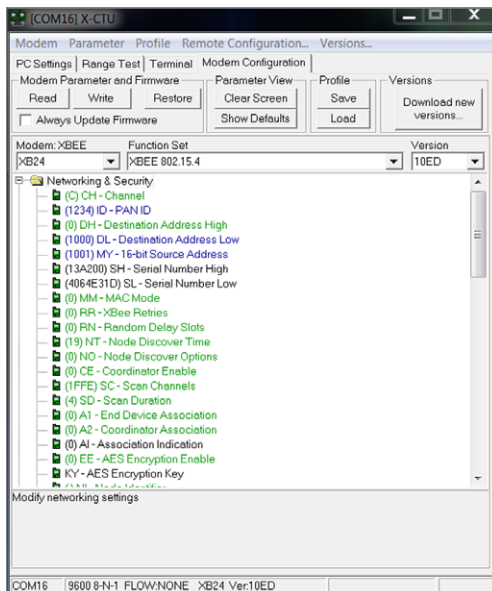 [COM16] X-CTU
Modem Parameter Profile Remote Configuration... Versions...
PC Settings Range Test Terminal Modem Configuration
Modem Parameter and Firmware Parameter View Profile Versions
Read Write Restore Clear Screen Save Download new versions...
Always Update Firmware Show Defaults Load
Modem: XBEE Function Set Version
XB24 XBEE 802.15.4 10ED
Networking & Security
(C) CH - Channel
(1234) ID - PAN ID
(0) DH - Destination Address High
(1000) DL - Destination Address Low
(1001) MY - 16-bit Source Address
(13A200) SH - Serial Number High
(4064E31D) SL - Serial Number Low
(0) MM - MAC Mode
(0) RR - XBee Retries
(0) RN - Random Delay Slots
(19) NT - Node Discover Time
(0) NO - Node Discover Options
(0) CE - Coordinator Enable
(1FFE) SC - Scan Channels
(4) SD - Scan Duration
(0) A1 - End Device Association
(0) A2 - Coordinator Association
(0) AI - Association Indication
(0) EE - AES Encryption Enable
KY - AES Encryption Key
Modify networking settings
COM16 9600 8-N-1 FLOW:NONE XB24 Ver:10ED